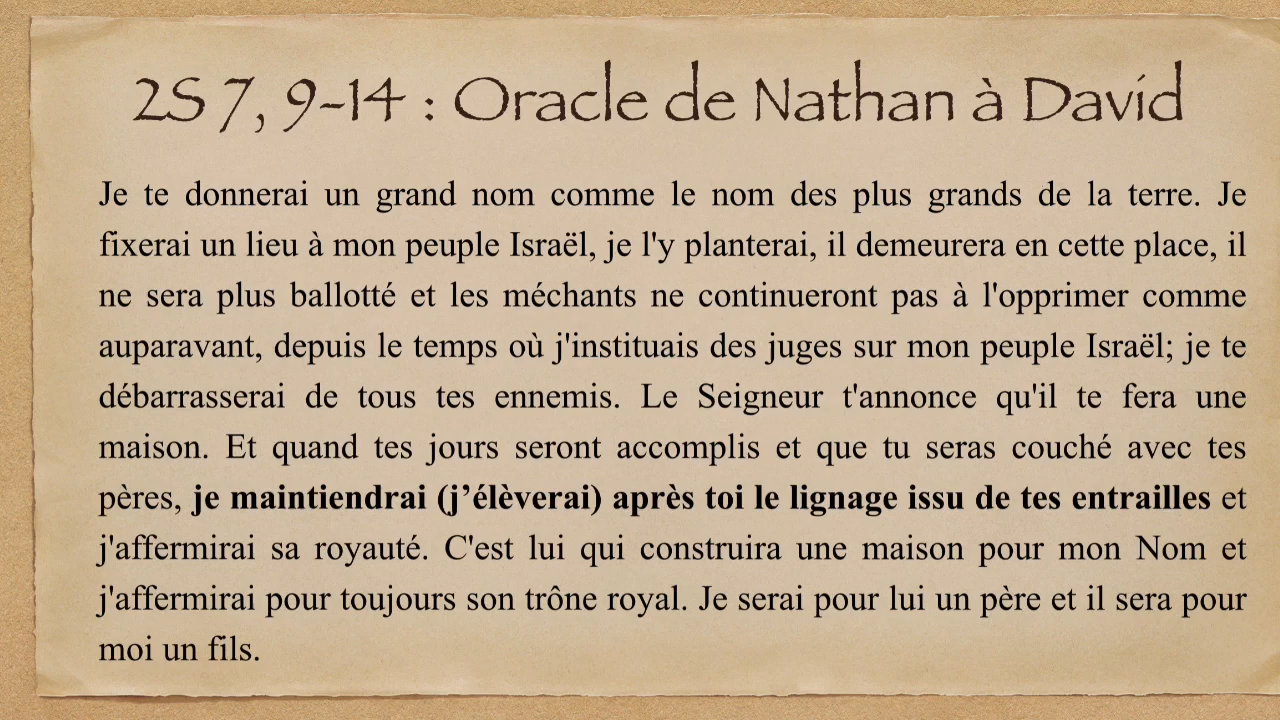 2S 7, 9-14 : Oracle de Nathan à David
Je te donnerai un grand nom comme le nom des plus grands de la terre. Je
fixerai un lieu à mon peuple Israël, je l'y planterai, il demeurera en cette place, il
ne sera plus ballotté et les méchants ne continueront pas à l'opprimer comme
auparavant, depuis le temps où j'instituais des juges sur mon peuple Israël; je te
débarrasserai de tous tes ennemis. Le Seigneur t'annonce qu'il te fera une
maison. Et quand tes jours seront accomplis et que tu seras couché avec tes
pères, je maintiendrai (j’élèverai) après toi le lignage issu de tes entrailles et
j'affermirai sa royauté. C'est lui qui construira une maison pour mon Nom et
j'affermirai pour toujours son trône royal. Je serai pour lui un père et il sera pour
moi un fils.